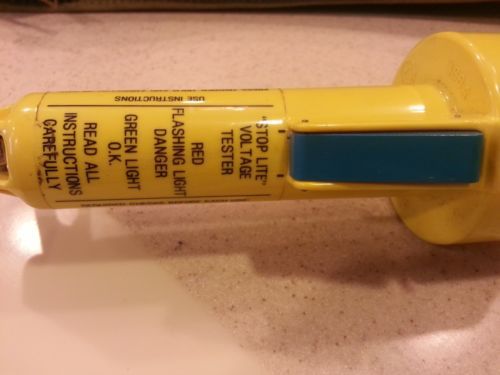 USE INSTRUCTIONS
"STOP LITE"
VOLTAGE
TESTER
RED
FLASHING LIGHT
DANGER
GREEN LIGHT
O.K.
READ ALL
INSTRUCTIONS
CAREFULLY